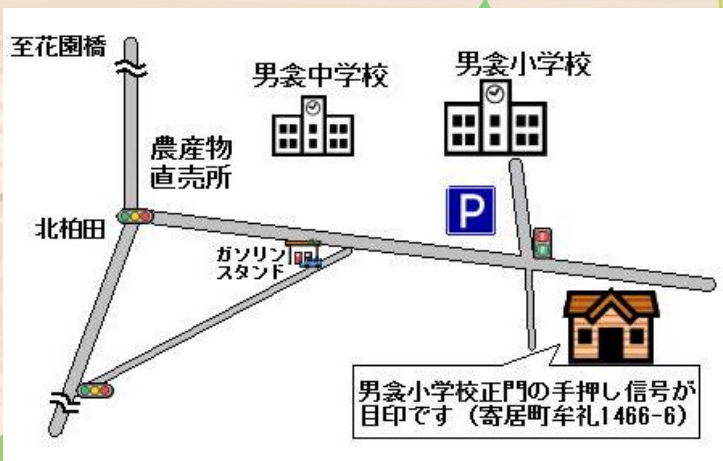 至花園橋
男衾中学校
男衾小学校
農産物
直売所
P
北柏田
ガソリン
スタンド
男衾小学校正門の手押し信号が
目印です（寄居町牟礼1466-6）